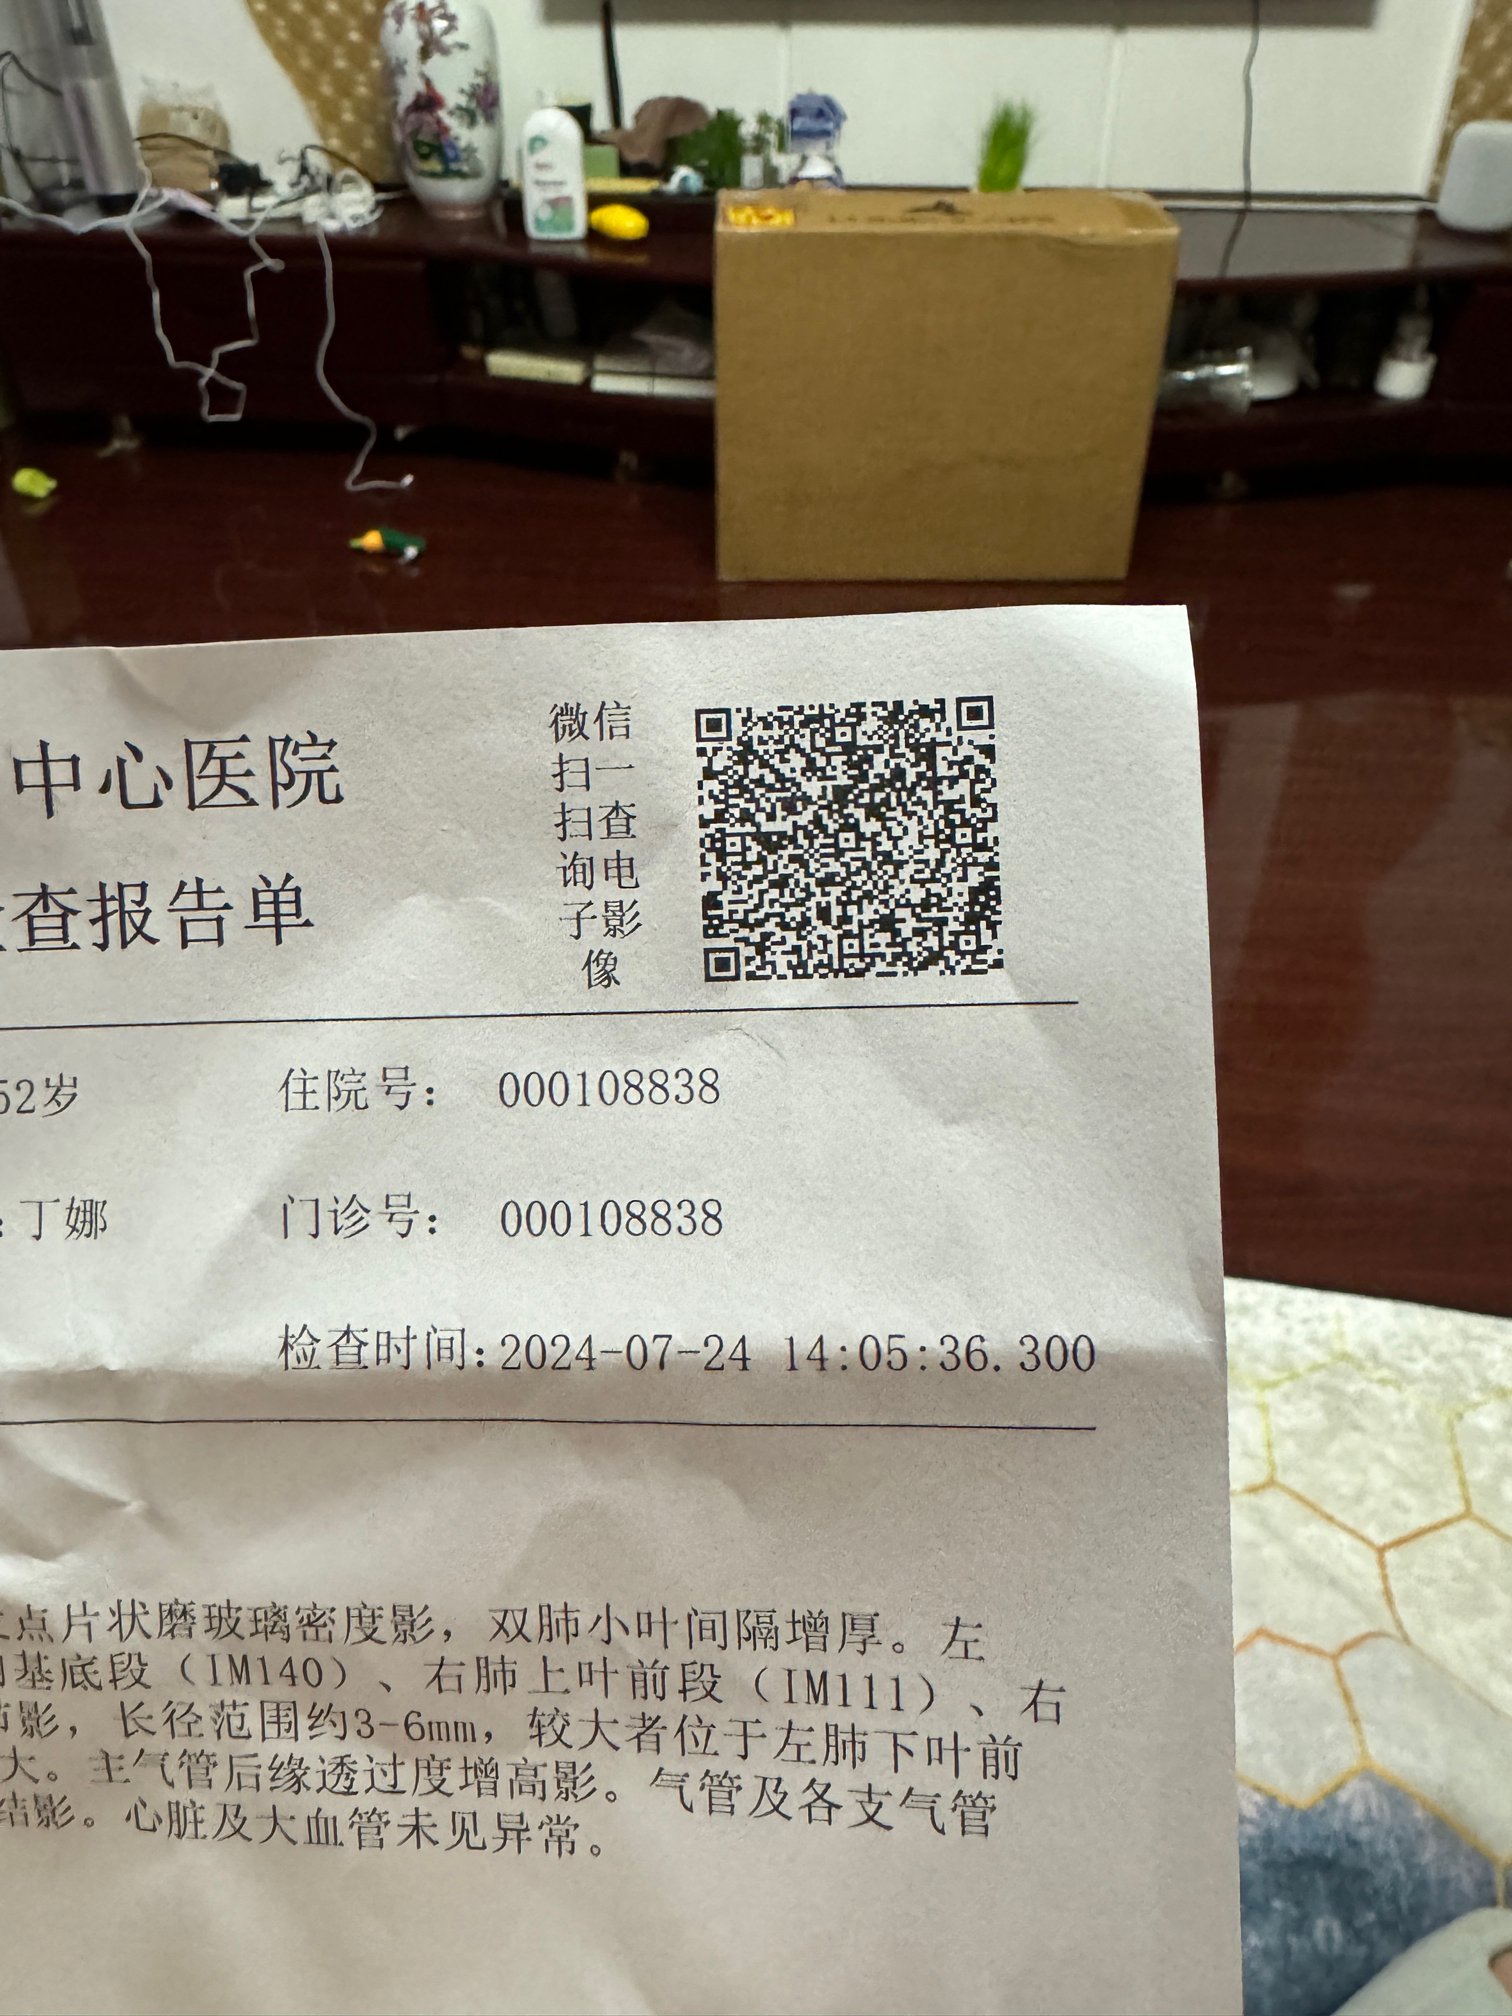 中心医院
查报告单
微信
扫一
扫查
询电
子影
像
52岁
住院号： 000108838
丁娜
门诊号： 000108838
检查时间：2024-07-24 14:05:36.300
点片状磨玻璃密度影，双肺小叶间隔增厚。左
基底段（IM140）、右肺上叶前段（IM111）、右
影，长径范围约3-6mm，较大者位于左肺下叶前
大。主气管后缘透过度增高影。气管及各支气管
结影。心脏及大血管未见异常。